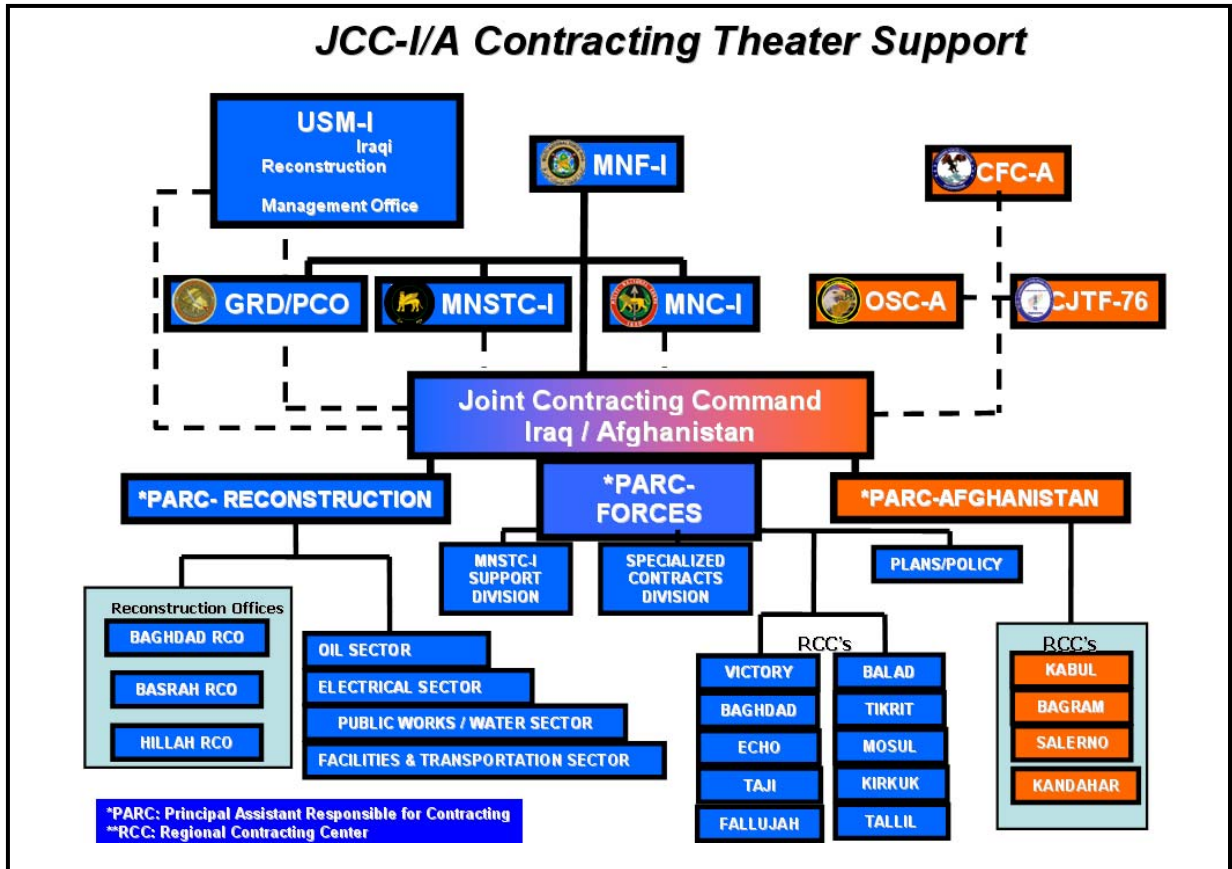 JCC-I/A Contracting Theater Support
USM-I
Iraqi
Reconstruction
Management Office
MNF-I
CFC-A
GRD/PCO
MNSTC-I
MNC-I
OSC-A
CJTF-76
Joint Contracting Command
Iraq / Afghanistan
*PARC- RECONSTRUCTION
*PARC-
FORCES
*PARC-AFGHANISTAN
MNSTC-I
SUPPORT
DIVISION
SPECIALIZED
CONTRACTS
DIVISION
PLANS/POLICY
Reconstruction Offices
BAGHDAD RCO
BASRAH RCO
HILLAH RCO
OIL SECTOR
ELECTRICAL SECTOR
PUBLIC WORKS / WATER SECTOR
FACILITIES & TRANSPORTATION SECTOR
RCC's
VICTORY
BAGHDAD
ECHO
TAJI
FALLUJAH
BALAD
TIKRIT
MOSUL
KIRKUK
TALLIL
RCC's
KABUL
BAGRAM
SALERNO
KANDAHAR
*PARC: Principal Assistant Responsible for Contracting
**RCC: Regional Contracting Center